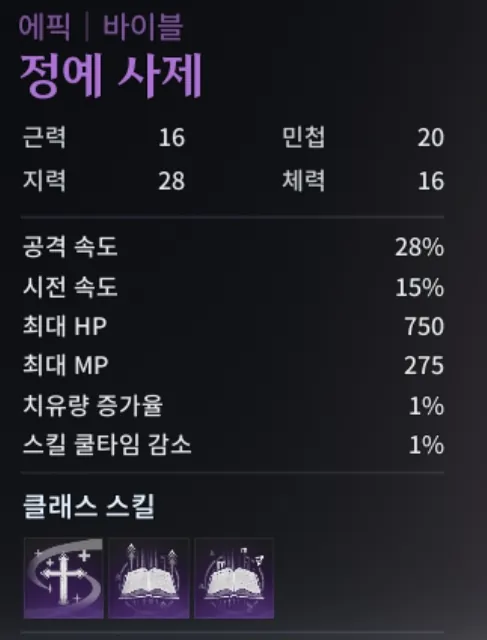 에픽 | 바이블
정예 사제
근력 16 민첩 20
지력 28 체력 16
공격 속도 28%
시전 속도 15%
최대 HP 750
최대 MP 275
치유량 증가율 1%
스킬 쿨타임 감소 1%
클래스 스킬